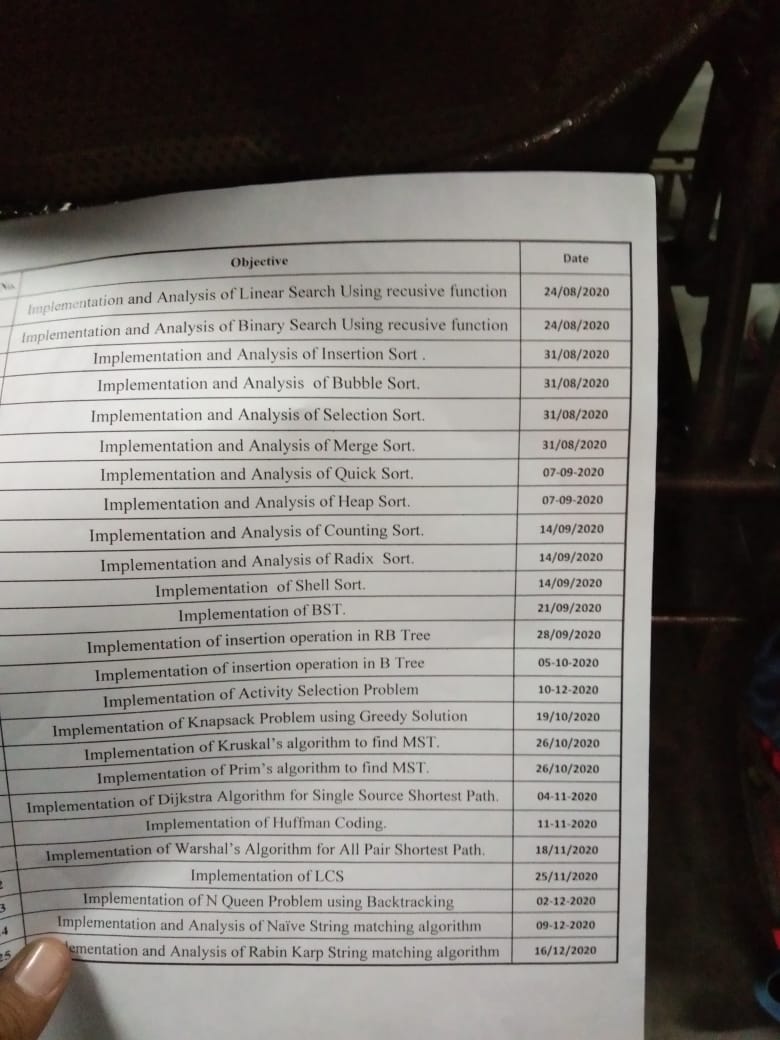 No. Objective Date
Implementation and Analysis of Linear Search Using recusive function 24/08/2020
Implementation and Analysis of Binary Search Using recusive function 24/08/2020
Implementation and Analysis of Insertion Sort . 31/08/2020
Implementation and Analysis of Bubble Sort. 31/08/2020
Implementation and Analysis of Selection Sort. 31/08/2020
Implementation and Analysis of Merge Sort. 31/08/2020
Implementation and Analysis of Quick Sort. 07-09-2020
Implementation and Analysis of Heap Sort. 07-09-2020
Implementation and Analysis of Counting Sort. 14/09/2020
Implementation and Analysis of Radix Sort. 14/09/2020
Implementation of Shell Sort. 14/09/2020
Implementation of BST. 21/09/2020
Implementation of insertion operation in RB Tree 28/09/2020
Implementation of insertion operation in B Tree 05-10-2020
Implementation of Activity Selection Problem 10-12-2020
Implementation of Knapsack Problem using Greedy Solution 19/10/2020
Implementation of Kruskal's algorithm to find MST. 26/10/2020
Implementation of Prim's algorithm to find MST. 26/10/2020
Implementation of Dijkstra Algorithm for Single Source Shortest Path. 04-11-2020
Implementation of Huffman Coding. 11-11-2020
Implementation of Warshal's Algorithm for All Pair Shortest Path. 18/11/2020
2 Implementation of LCS 25/11/2020
3 Implementation of N Queen Problem using Backtracking 02-12-2020
4 Implementation and Analysis of Naïve String matching algorithm 09-12-2020
25 lementation and Analysis of Rabin Karp String matching algorithm 16/12/2020